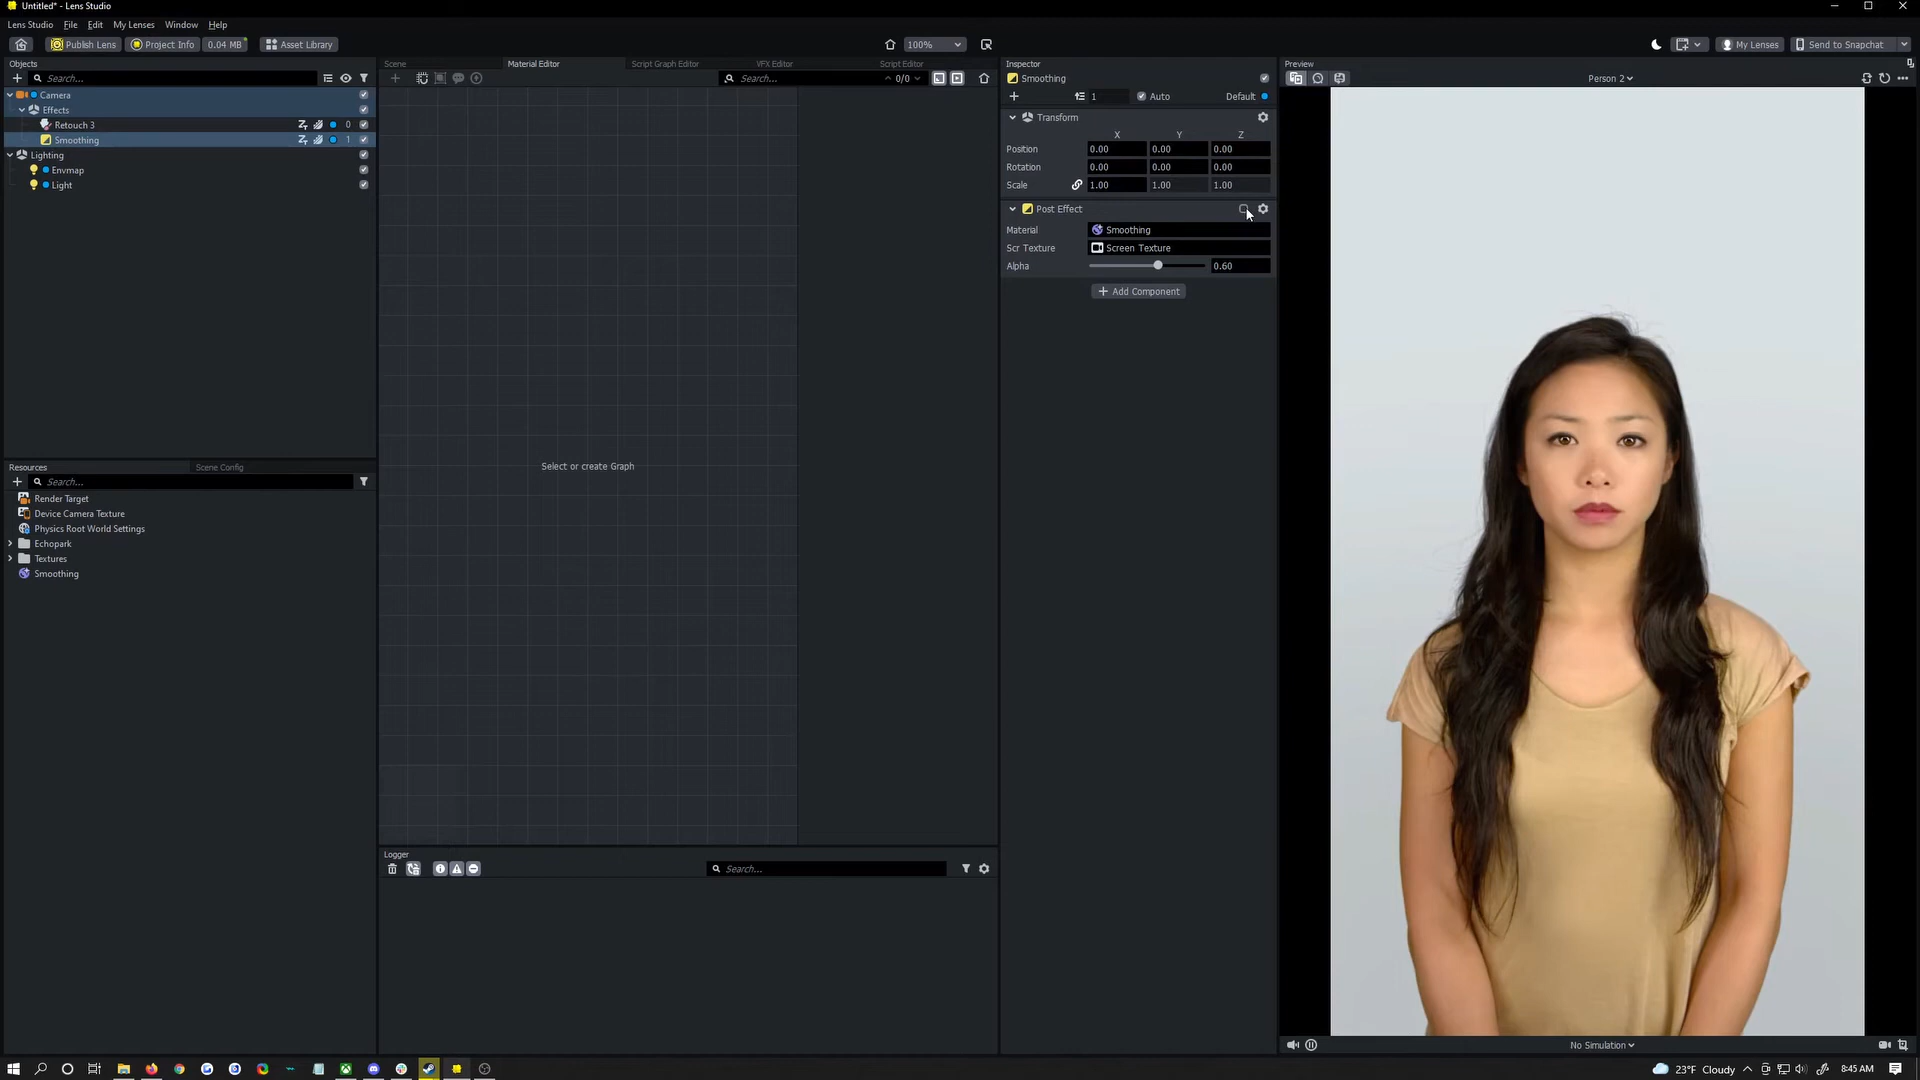 Untitled* - Lens Studio
Lens Studio File Edit My Lenses Window Help
Publish Lens Project Info 0.04 MB Asset Library 100% My Lenses Send to Snapchat
Objects
Search...
Camera
Effects
Retouch 3 0
Smoothing 1
Lighting
Envmap
Light
Resources Scene Config
Search...
Render Target
Device Camera Texture
Physics Root World Settings
Echopark
Textures
Smoothing
Scene Material Editor Script Graph Editor VFX Editor Script Editor
Search... 0/0
Select or create Graph
Logger
Search...
Inspector
Smoothing
1 Auto Default
Transform
X Y Z
Position 0.00 0.00 0.00
Rotation 0.00 0.00 0.00
Scale 1.00 1.00 1.00
Post Effect
Material Smoothing
Scr Texture Screen Texture
Alpha 0.60
Add Component
Preview
Person 2
No Simulation
23°F Cloudy 8:45 AM